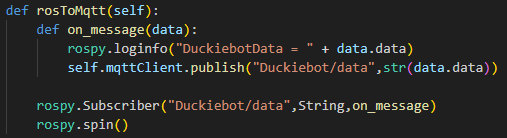 def rosToMqtt(self):
    def on_message(data):
        rospy.loginfo("DuckiebotData = " + data.data)
        self.mqttClient.publish("Duckiebot/data",str(data.data))
    rospy.Subscriber("Duckiebot/data",String,on_message)
    rospy.spin()